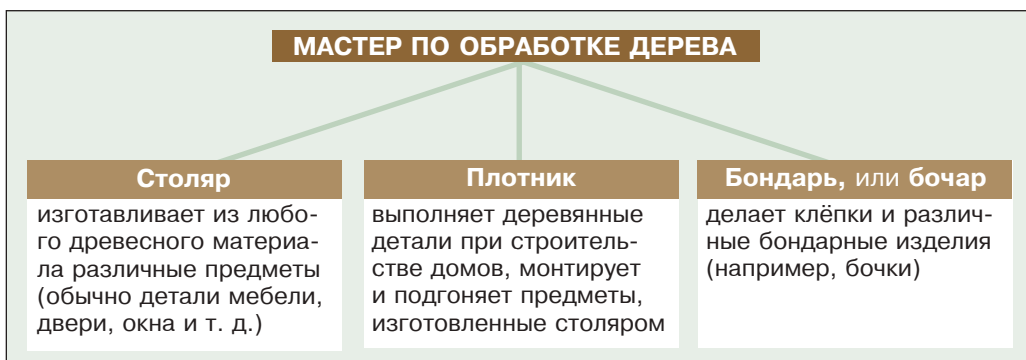 МАСТЕР ПО ОБРАБОТКЕ ДЕРЕВА
Столяр
изготавливает из любо-
го древесного материа-
ла различные предметы
(обычно детали мебели,
двери, окна и т. д.)
Плотник
выполняет деревянные
детали при строитель-
стве домов, монтирует
и подгоняет предметы,
изготовленные столяром
Бондарь, или бочар
делает клёпки и различ-
ные бондарные изделия
(например, бочки)